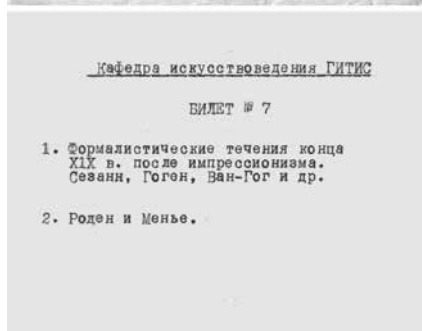 Кафедра искусствоведения ГИТИС
БИЛЕТ № 7
1. Формалистические течения конца
XIX в. после импрессионизма.
Сезанн, Гоген, Ван-Гог и др.
2. Роден и Менье.